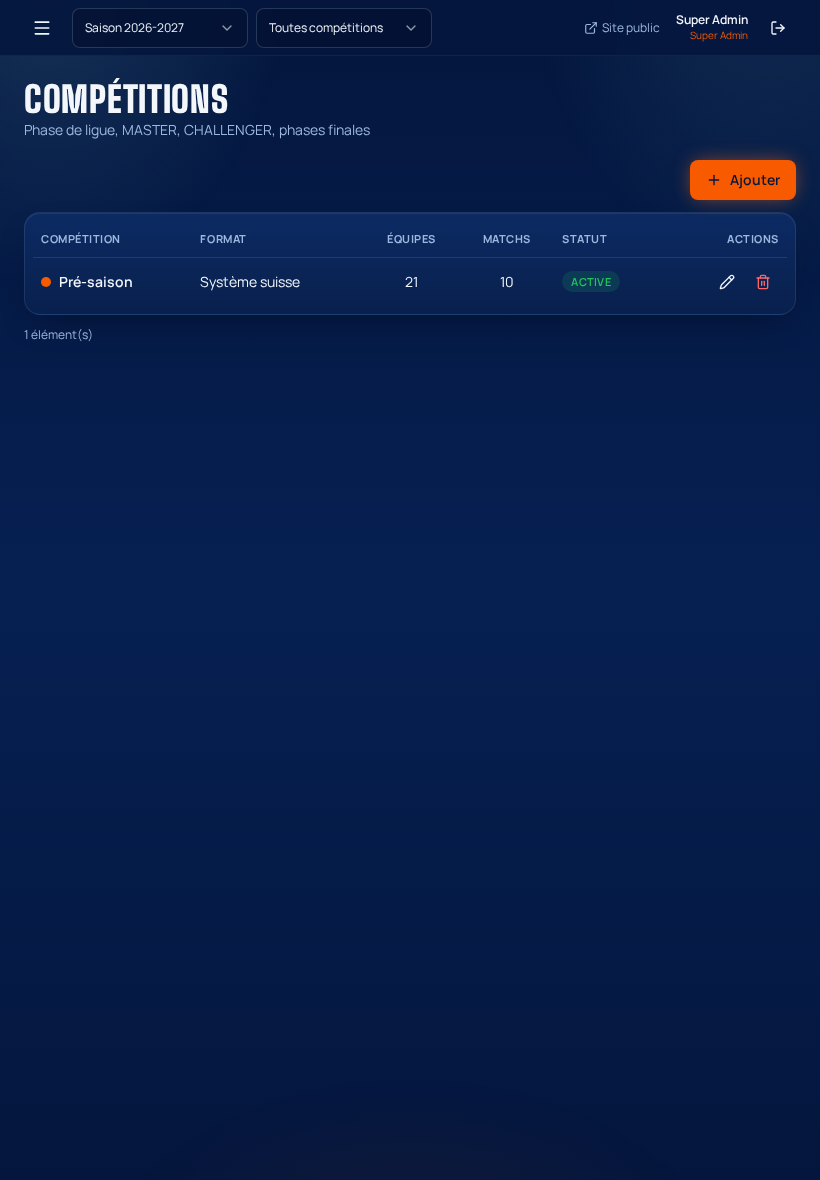 Saison 2026-2027
Toutes compétitions
Site public
Super Admin
Super Admin
COMPÉTITIONS
Phase de ligue, MASTER, CHALLENGER, phases finales
Ajouter
COMPÉTITION FORMAT ÉQUIPES MATCHS STATUT ACTIONS
Pré-saison Système suisse 21 10 ACTIVE
1 élément(s)